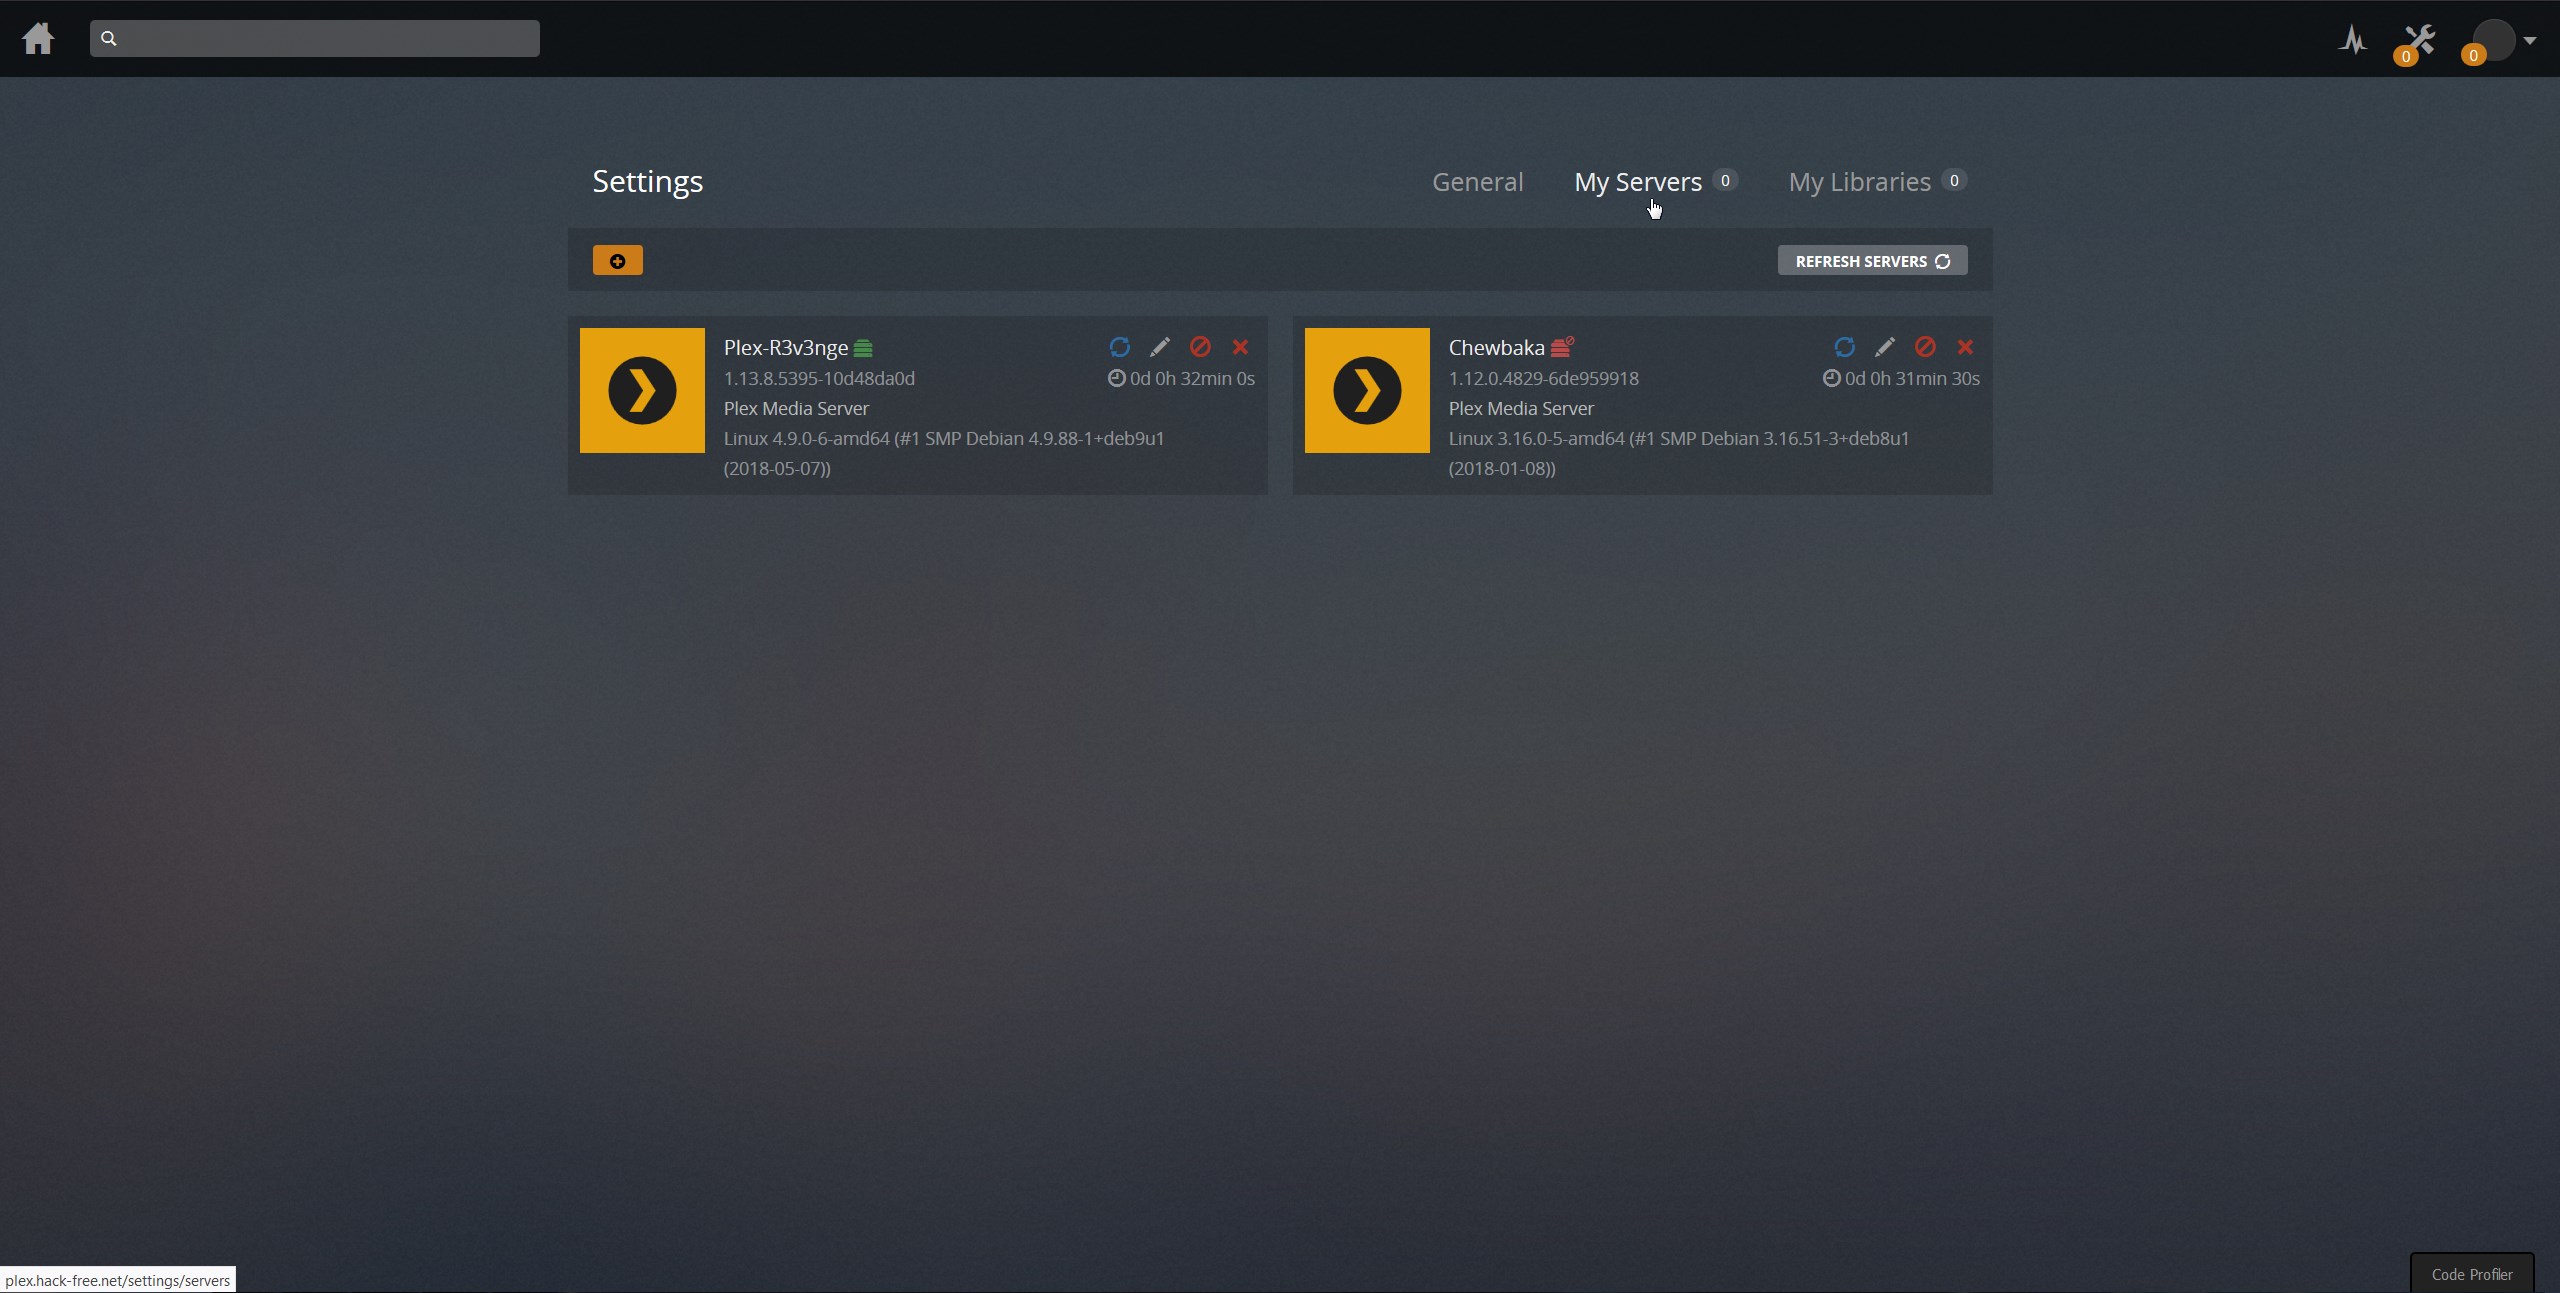 0
0
Settings
General
My Servers 0
My Libraries 0
REFRESH SERVERS
Plex-R3v3nge
1.13.8.5395-10d48da0d
0d 0h 32min 0s
Plex Media Server
Linux 4.9.0-6-amd64 (#1 SMP Debian 4.9.88-1+deb9u1
(2018-05-07))
Chewbaka
1.12.0.4829-6de959918
0d 0h 31min 30s
Plex Media Server
Linux 3.16.0-5-amd64 (#1 SMP Debian 3.16.51-3+deb8u1
(2018-01-08))
plex.hack-free.net/settings/servers
Code Profiler